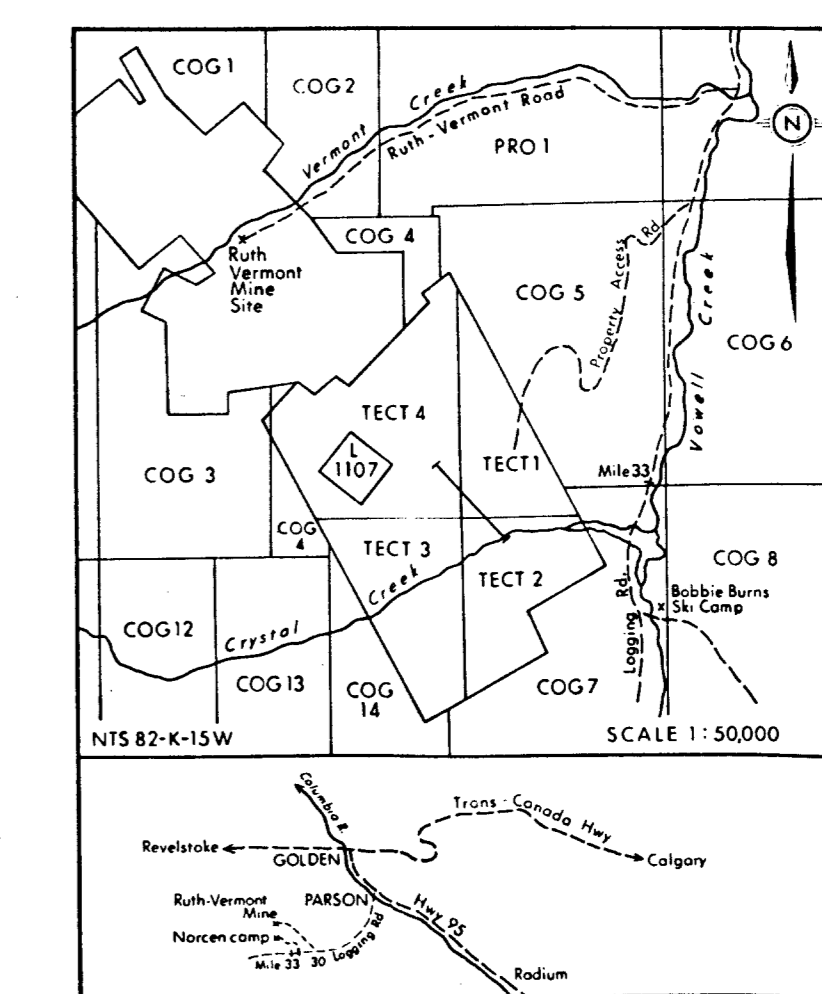 COG 1
COG 2
Vermont Creek
Ruth-Vermont Road
PRO 1
N
COG 4
Ruth
Vermont
Mine
Site
COG 5
Property Access Rd
Vowell Creek
COG 6
TECT 4
L
1107
TECT 1
Mile 33
COG 3
COG
4
TECT 3
TECT 2
COG 8
Crystal Creek
Logging Rd.
Bobbie Burns
Ski Camp
COG 12
COG 13
COG
14
COG 7
NTS 82-K-15W
SCALE 1:50,000
Columbia R.
Trans-Canada Hwy
Revelstoke
GOLDEN
Calgary
Ruth-Vermont
Mine
PARSON
Hwy 95
Norcen camp
Mile 33
30
Logging Rd
Radium